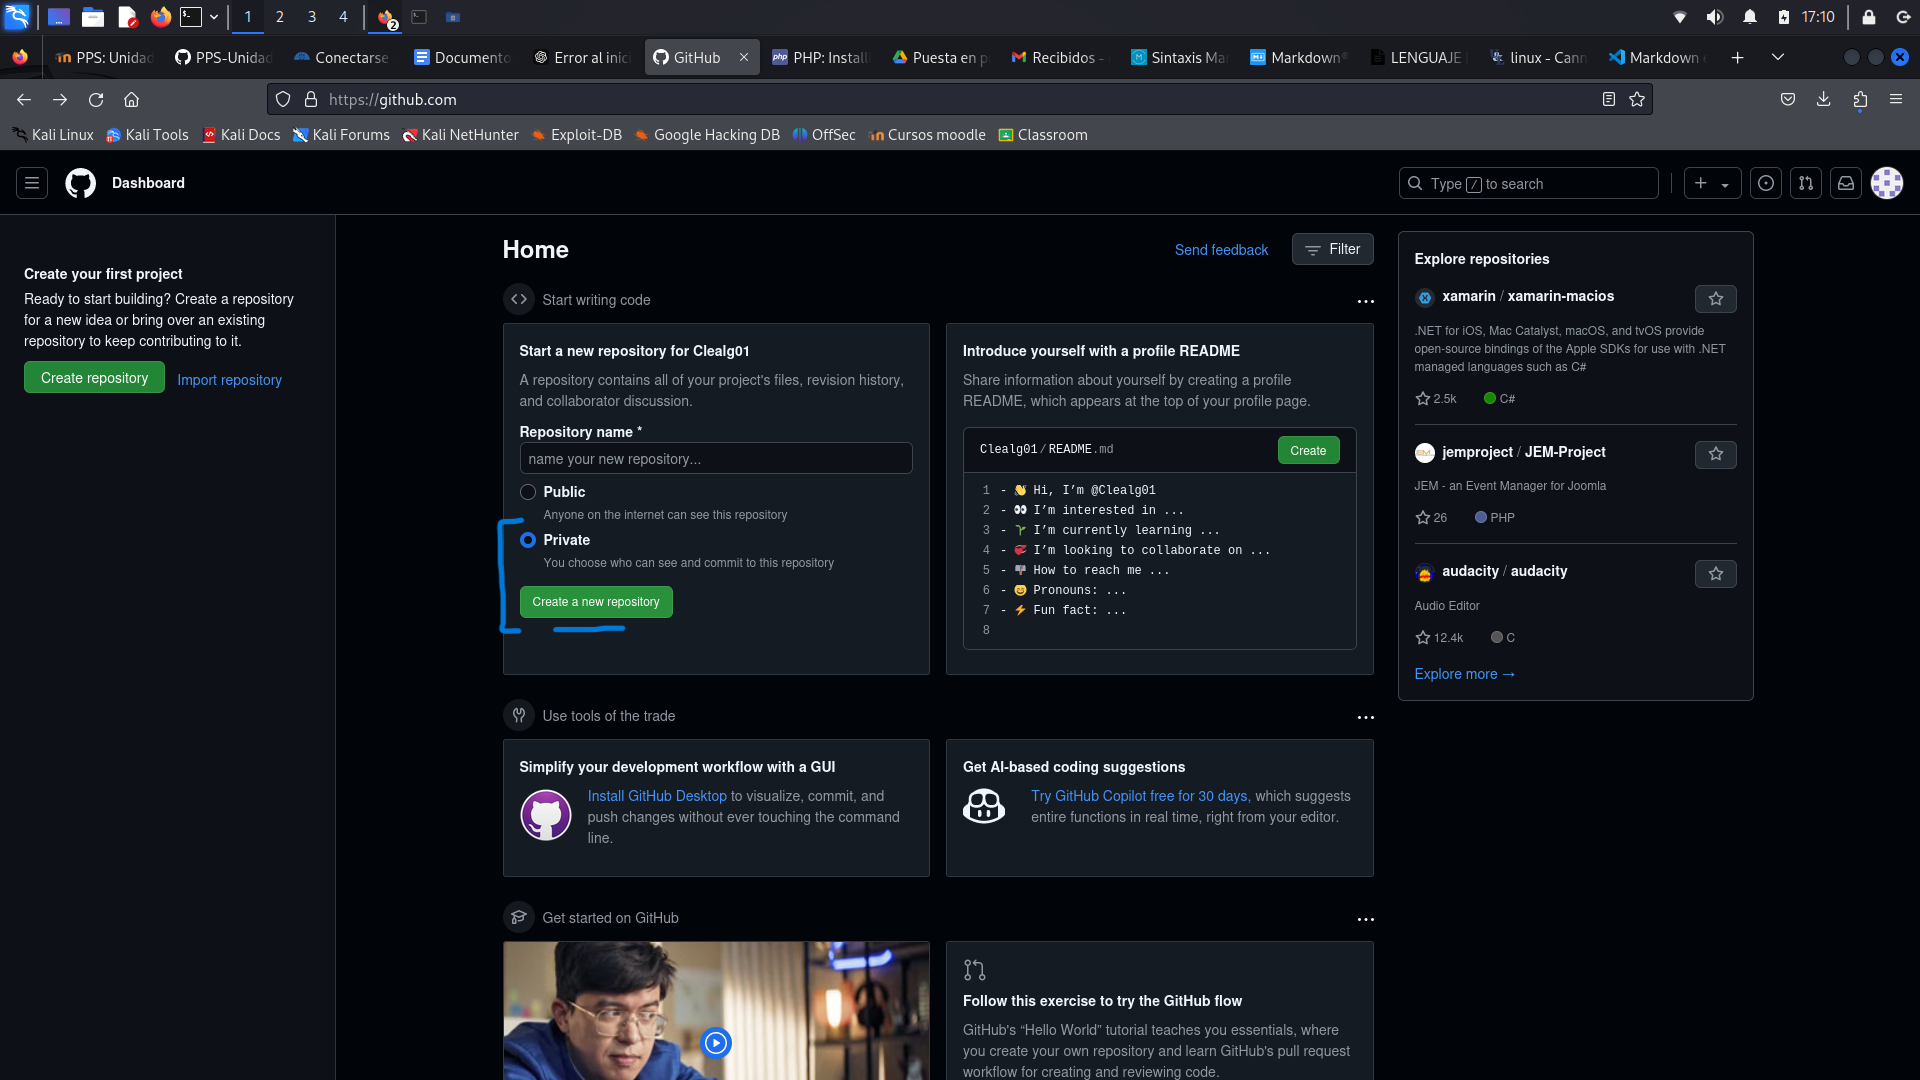 1
2
3
4
2
17:10
PPS: Unidad
PPS-Unidad
Conectarse
Documento
Error al inic
GitHub
PHP: Install
Puesta en p
Recibidos -
Sintaxis Ma
Markdown
LENGUAJE
linux - Cann
Markdown
https://github.com
Kali Linux
Kali Tools
Kali Docs
Kali Forums
Kali NetHunter
Exploit-DB
Google Hacking DB
OffSec
Cursos moodle
Classroom
Dashboard
Type / to search
Create your first project
Ready to start building? Create a repository
for a new idea or bring over an existing
repository to keep contributing to it.
Create repository
Import repository
Home
Send feedback
Filter
Start writing code
Start a new repository for Clealg01
A repository contains all of your project's files, revision history,
and collaborator discussion.
Repository name *
name your new repository...
Public
Anyone on the internet can see this repository
Private
You choose who can see and commit to this repository
Create a new repository
Introduce yourself with a profile README
Share information about yourself by creating a profile
README, which appears at the top of your profile page.
Clealg01/README.md
Create
1 - 👋 Hi, I’m @Clealg01
2 - 👀 I’m interested in ...
3 - 🌱 I’m currently learning ...
4 - 💞️ I’m looking to collaborate on ...
5 - 📫 How to reach me ...
6 - 😄 Pronouns: ...
7 - ⚡ Fun fact: ...
8
Use tools of the trade
Simplify your development workflow with a GUI
Install GitHub Desktop to visualize, commit, and
push changes without ever touching the command
line.
Get AI-based coding suggestions
Try GitHub Copilot free for 30 days, which suggests
entire functions in real time, right from your editor.
Get started on GitHub
Follow this exercise to try the GitHub flow
GitHub's “Hello World” tutorial teaches you essentials, where
you create your own repository and learn GitHub's pull request
workflow for creating and reviewing code.
Explore repositories
xamarin / xamarin-macios
.NET for iOS, Mac Catalyst, macOS, and tvOS provide
open-source bindings of the Apple SDKs for use with .NET
managed languages such as C#
2.5k
C#
jemproject / JEM-Project
JEM - an Event Manager for Joomla
26
PHP
audacity / audacity
Audio Editor
12.4k
C
Explore more →